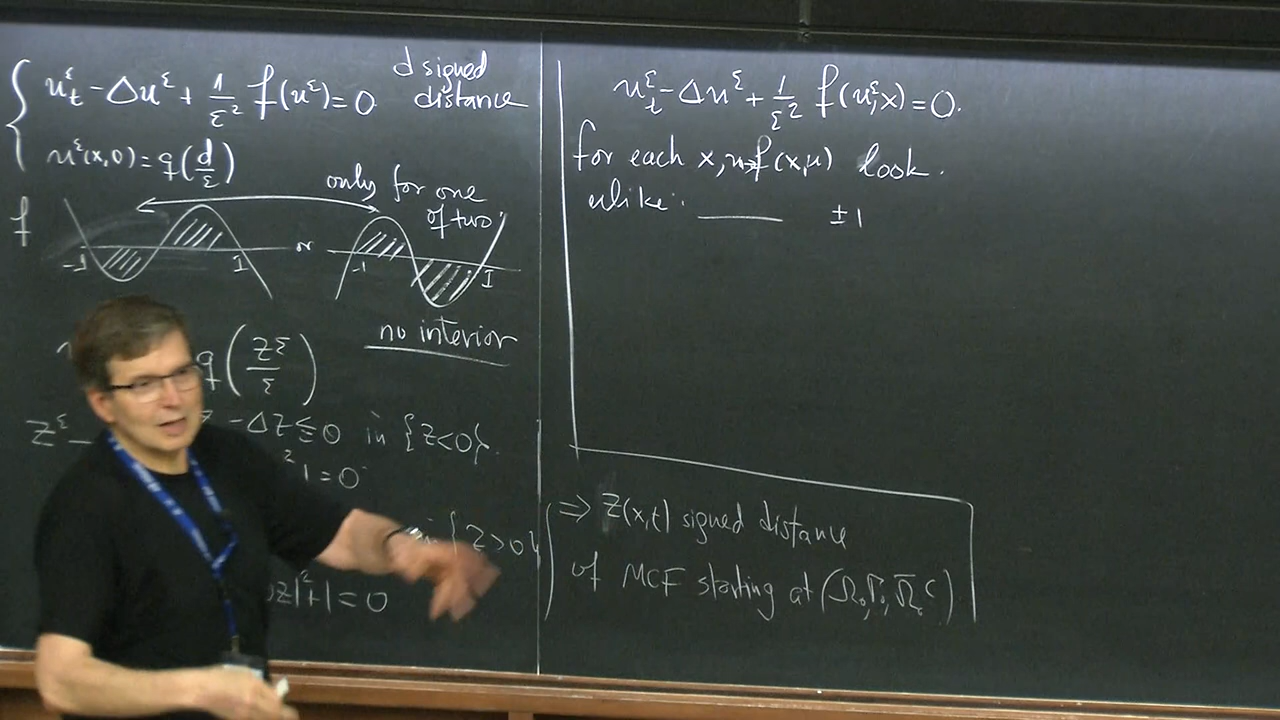 u^ε_t - Δu^ε + 1/ε² f(u^ε) = 0
d signed
distance
u^ε(x,0) = q(d/ε)
only for one
of two
f
-1
1
or
-1
1
no interior
q(z^ε/ε)
z^ε
- Δz ≤ 0 in {z<0}.
²1 = 0
in {z>0}
Dz|²+1 = 0
u^ε_t - Δu^ε + 1/ε² f(u^ε,x) = 0.
for each x, u→f(x,u) look
±1
⇒ z(x,t) signed distance
of MCF starting at (Ω₀,Γ₀,Ω̄₀ᶜ)